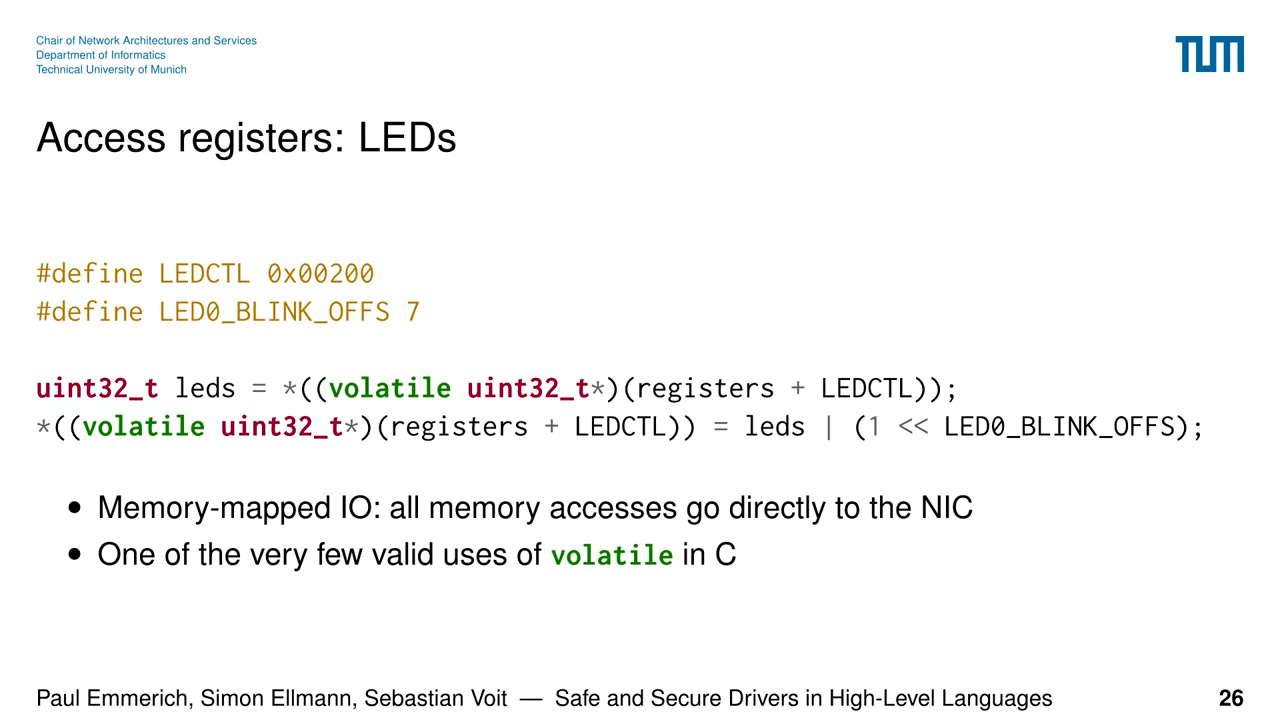 Chair of Network Architectures and Services
Department of Informatics
Technical University of Munich
TUM
Access registers: LEDs
#define LEDCTL 0x00200
#define LED0_BLINK_OFFS 7
uint32_t leds = *((volatile uint32_t*)(registers + LEDCTL));
*((volatile uint32_t*)(registers + LEDCTL)) = leds | (1 << LED0_BLINK_OFFS);
• Memory-mapped IO: all memory accesses go directly to the NIC
• One of the very few valid uses of volatile in C
Paul Emmerich, Simon Ellmann, Sebastian Voit — Safe and Secure Drivers in High-Level Languages 26